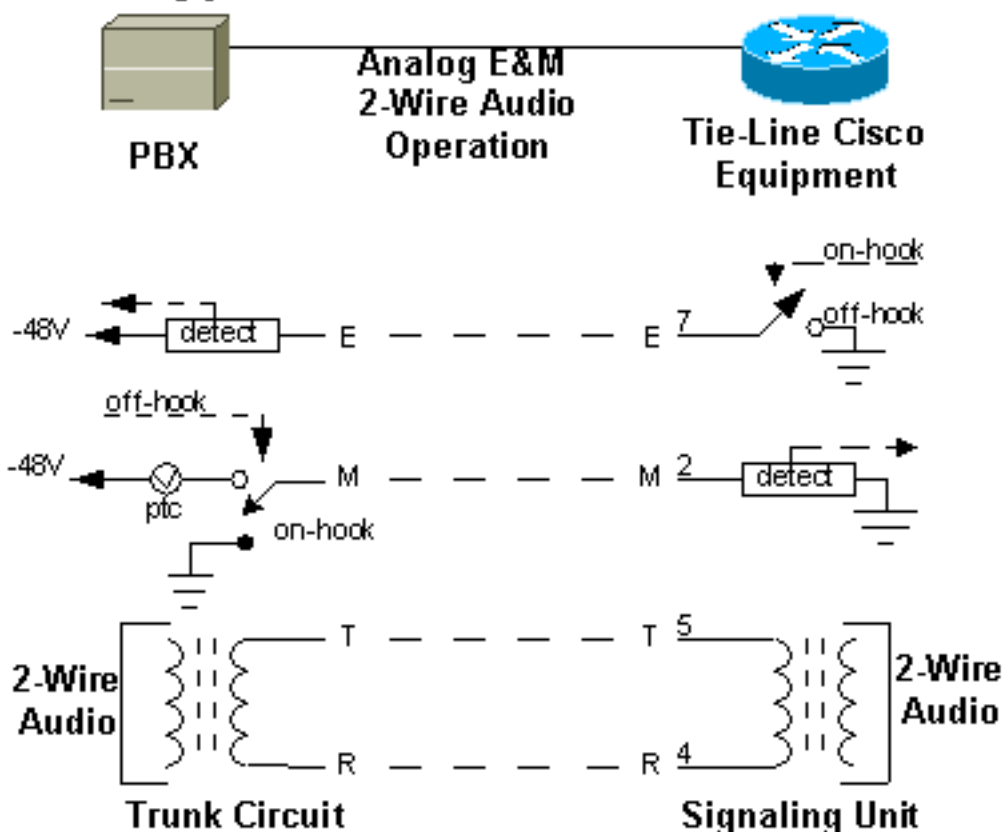 Analog E&M
2-Wire Audio
Operation
PBX
Tie-Line Cisco
Equipment
on-hook
-48V
detect
E
E
7
off-hook
off-hook
-48V
ptc
M
M
2
detect
on-hook
T
T
5
2-Wire
Audio
2-Wire
Audio
R
R
4
Trunk Circuit
Signaling Unit